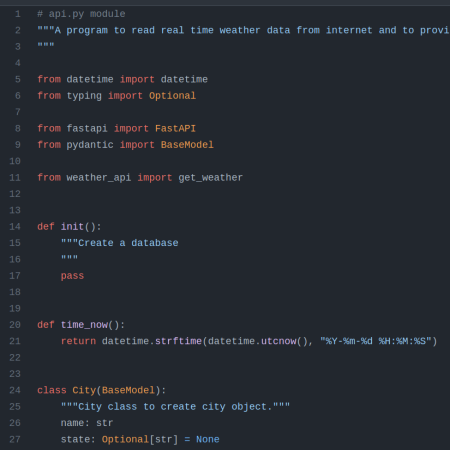 1 # api.py module
2 """A program to read real time weather data from internet and to provi
3 """
4
5 from datetime import datetime
6 from typing import Optional
7
8 from fastapi import FastAPI
9 from pydantic import BaseModel
10
11 from weather_api import get_weather
12
13
14 def init():
15     """Create a database
16     """
17     pass
18
19
20 def time_now():
21     return datetime.strftime(datetime.utcnow(), "%Y-%m-%d %H:%M:%S")
22
23
24 class City(BaseModel):
25     """City class to create city object."""
26     name: str
27     state: Optional[str] = None